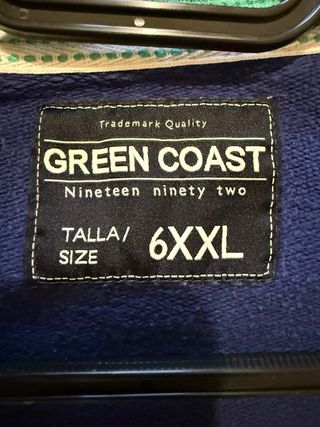 Trademark Quality
GREEN COAST
Nineteen ninety two
TALLA/
SIZE
6XXL